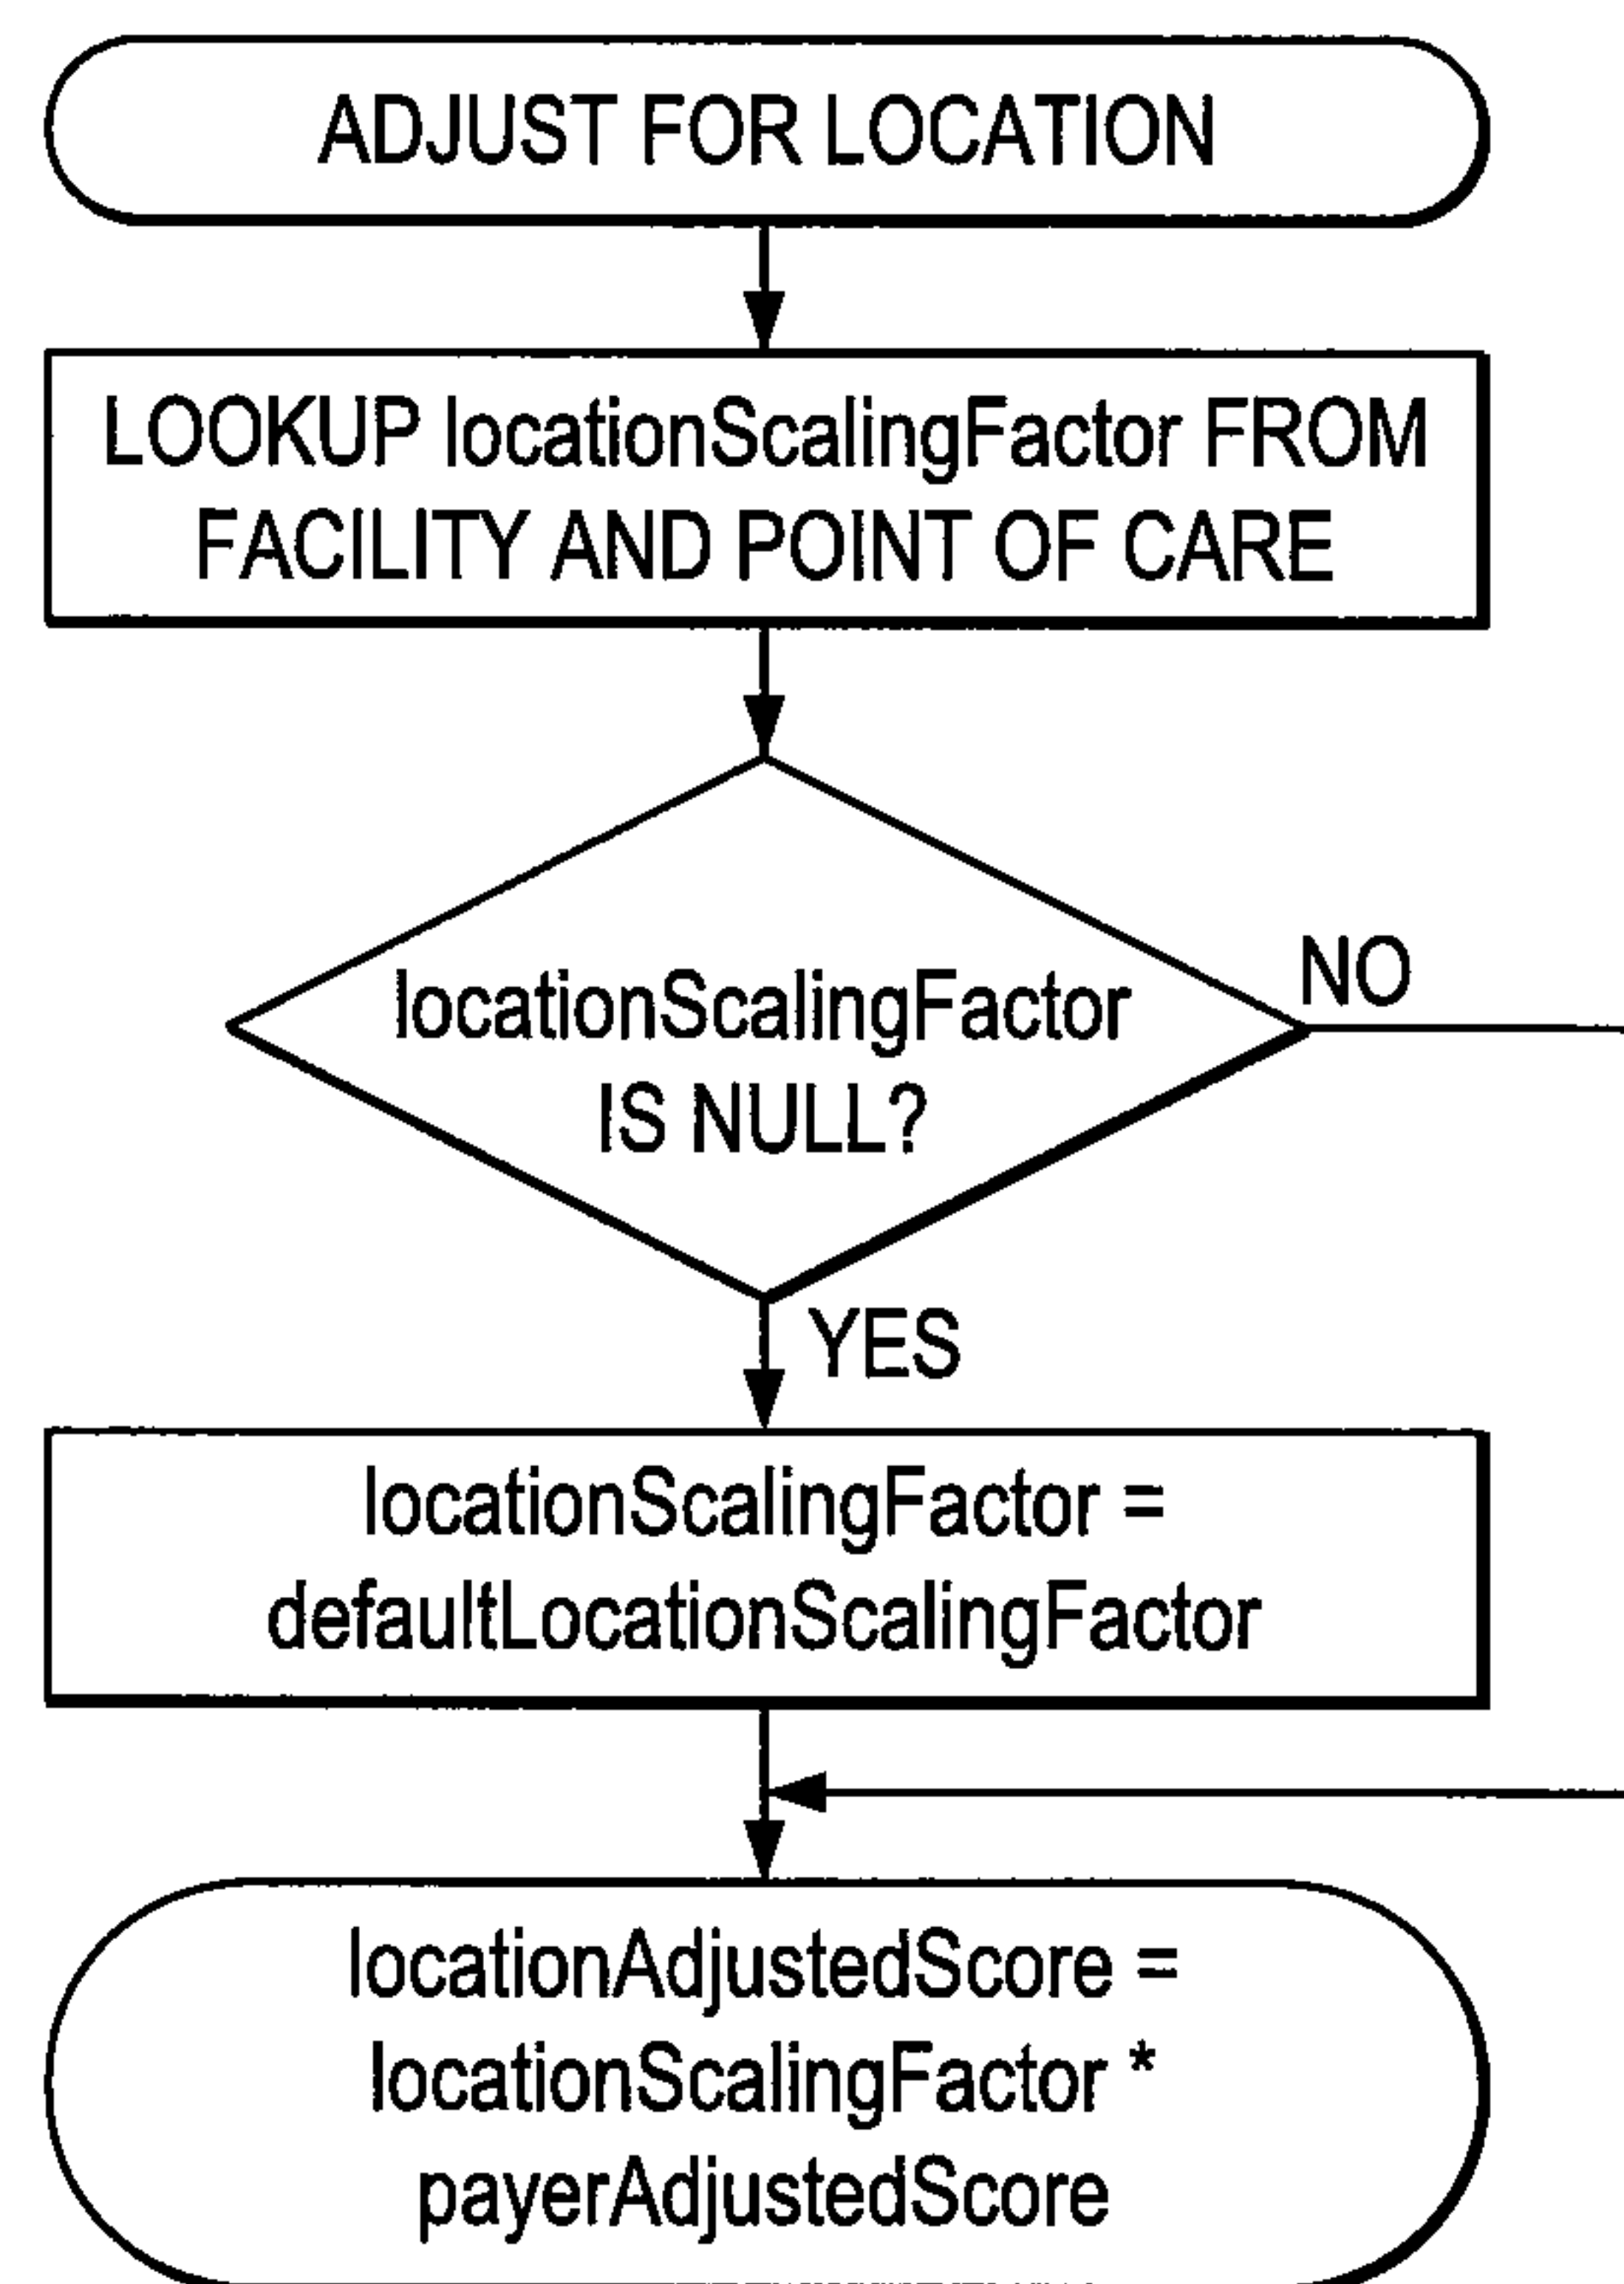 ADJUST FOR LOCATION
LOOKUP locationScalingFactor FROM
FACILITY AND POINT OF CARE
locationScalingFactor
IS NULL?
NO
YES
locationScalingFactor =
defaultLocationScalingFactor
locationAdjustedScore =
locationScalingFactor *
payerAdjustedScore